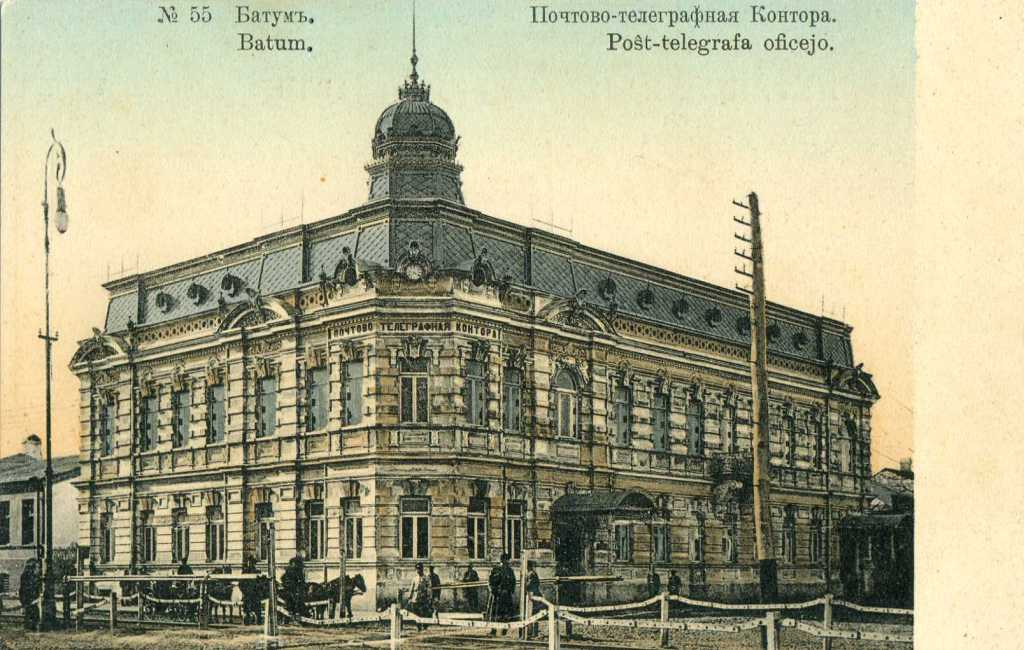 № 55 Батумъ.
Batum.
Почтово-телеграфная Контора.
Poŝt-telegrafa oficejo.
ПОЧТОВО ТЕЛЕГРАФНАЯ КОНТОРА